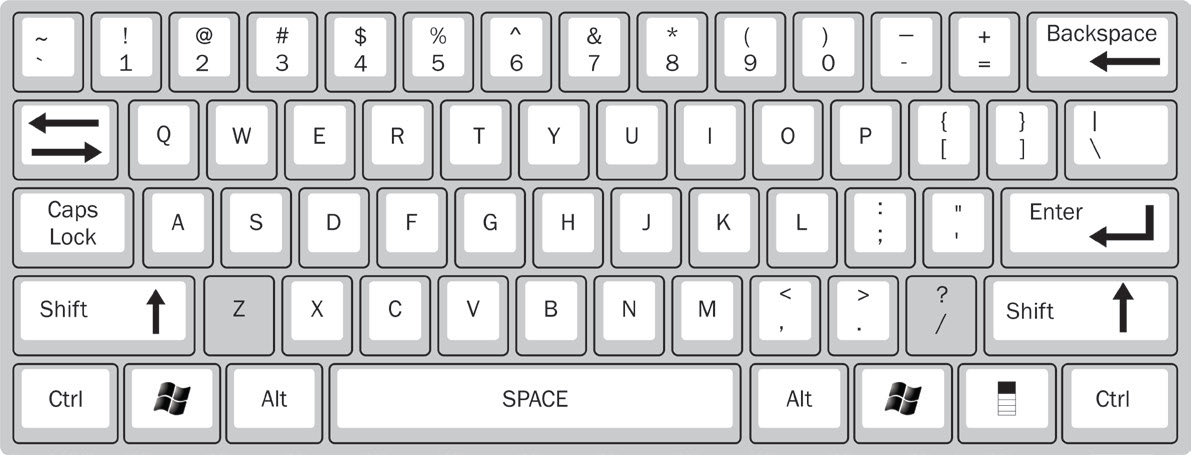 ~ ! @ # $ % ^ & * ( ) — + Backspace
` 1 2 3 4 5 6 7 8 9 0 - =
Q W E R T Y U I O P { } |
[ ] \
Caps A S D F G H J K L : " Enter
Lock ; '
Shift Z X C V B N M < > ? Shift
, . /
Ctrl Alt SPACE Alt Ctrl